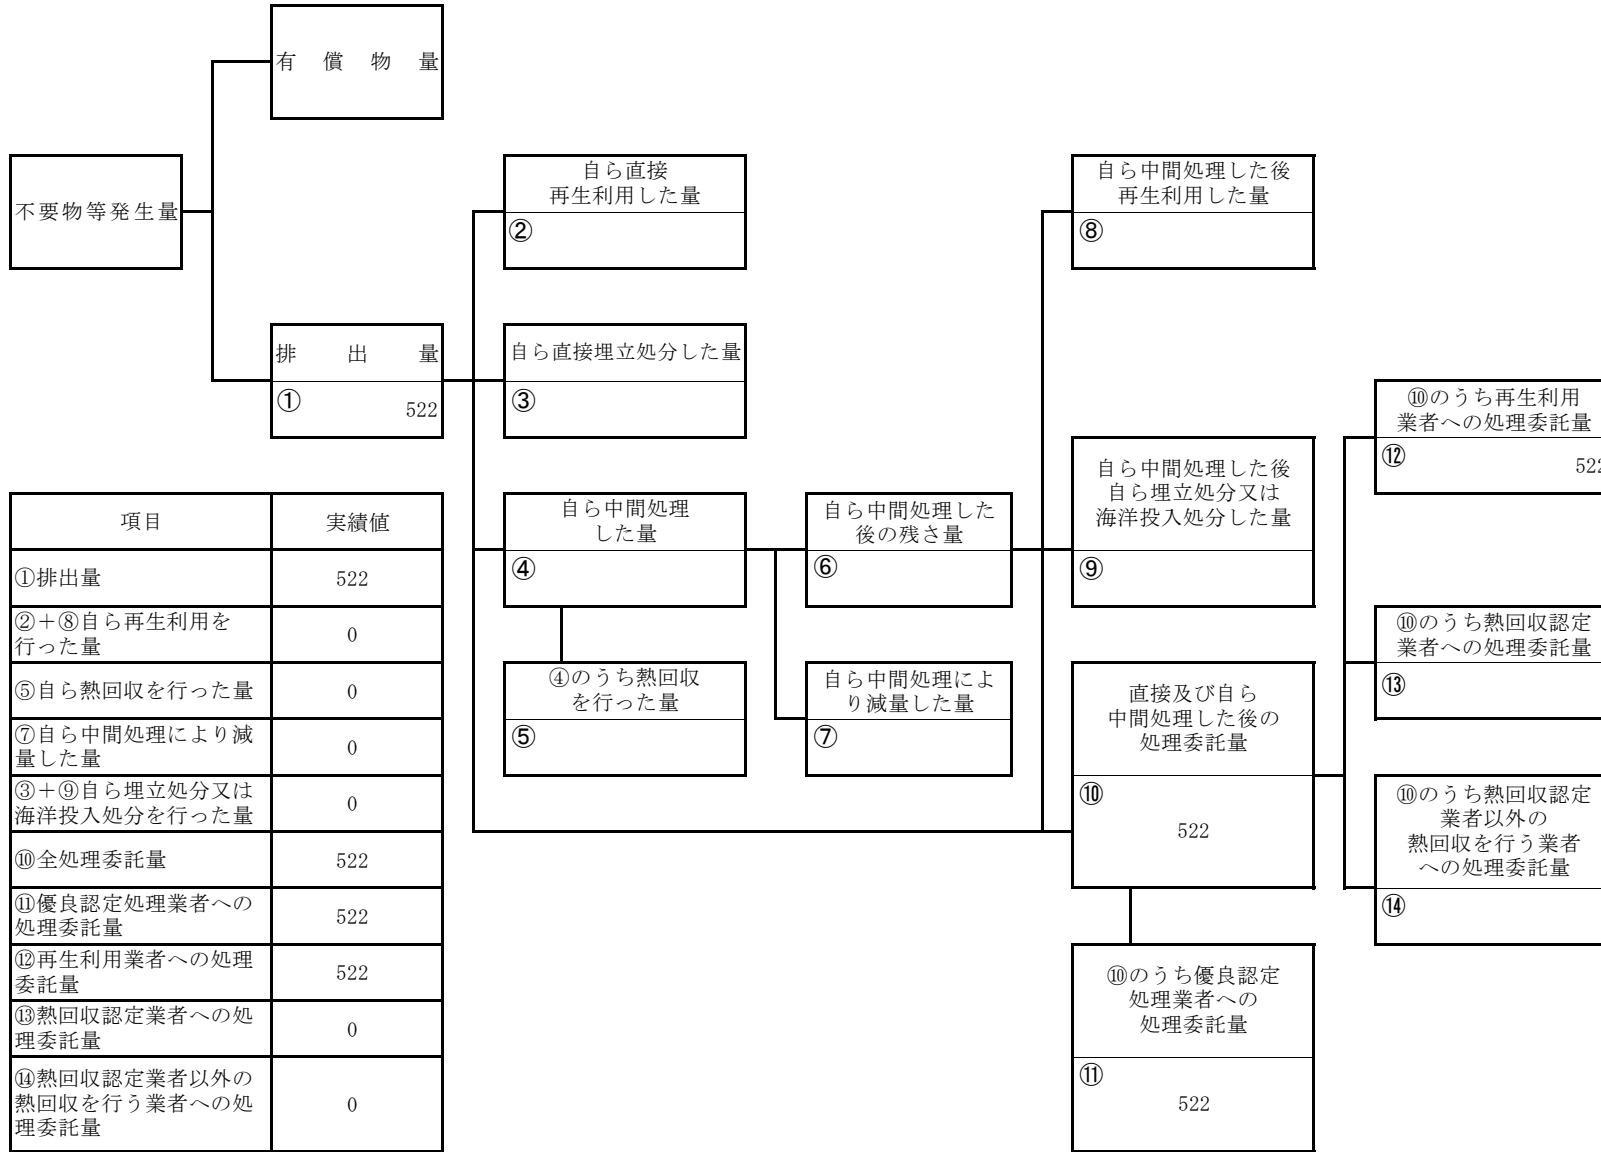 有償物量
不要物等発生量
排出量
①
522
自ら直接
再生利用した量
②
自ら直接埋立処分した量
③
自ら中間処理
した量
④
④のうち熱回収
を行った量
⑤
自ら中間処理した
後の残さ量
⑥
自ら中間処理によ
り減量した量
⑦
自ら中間処理した後
再生利用した量
⑧
自ら中間処理した後
自ら埋立処分又は
海洋投入処分した量
⑨
直接及び自ら
中間処理した後の
処理委託量
⑩
522
⑩のうち優良認定
処理業者への
処理委託量
⑪
522
⑩のうち再生利用
業者への処理委託量
⑫
522
⑩のうち熱回収認定
業者への処理委託量
⑬
⑩のうち熱回収認定
業者以外の
熱回収を行う業者
への処理委託量
⑭
項目 実績値
①排出量 522
②＋⑧自ら再生利用を
行った量 0
⑤自ら熱回収を行った量 0
⑦自ら中間処理により減
量した量 0
③＋⑨自ら埋立処分又は
海洋投入処分を行った量 0
⑩全処理委託量 522
⑪優良認定処理業者への
処理委託量 522
⑫再生利用業者への処理
委託量 522
⑬熱回収認定業者への処
理委託量 0
⑭熱回収認定業者以外の
熱回収を行う業者への処
理委託量 0